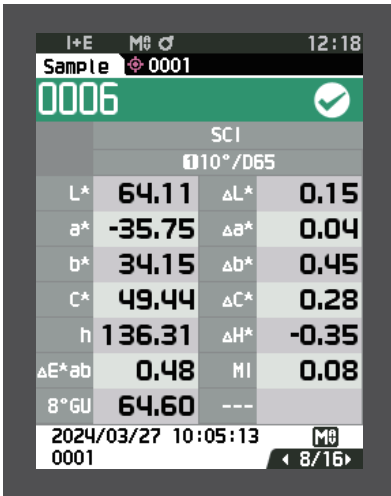 I+E M ♂ 12:18
Sample 0001
0006
SCI
1 10°/D65
L* 64.11 ΔL* 0.15
a* -35.75 Δa* 0.04
b* 34.15 Δb* 0.45
C* 49.44 ΔC* 0.28
h 136.31 ΔH* -0.35
ΔE*ab 0.48 MI 0.08
8°GU 64.60 ---
2024/03/27 10:05:13 M
0001 8/16